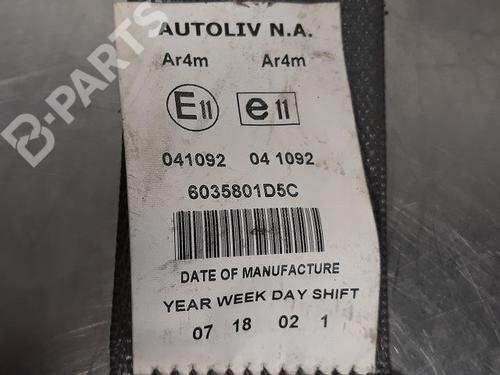 AUTOLIV N.A.
Ar4m Ar4m
E11 e11
041092 04 1092
6035801D5C
DATE OF MANUFACTURE
YEAR WEEK DAY SHIFT
07 18 02 1
B-PARTS